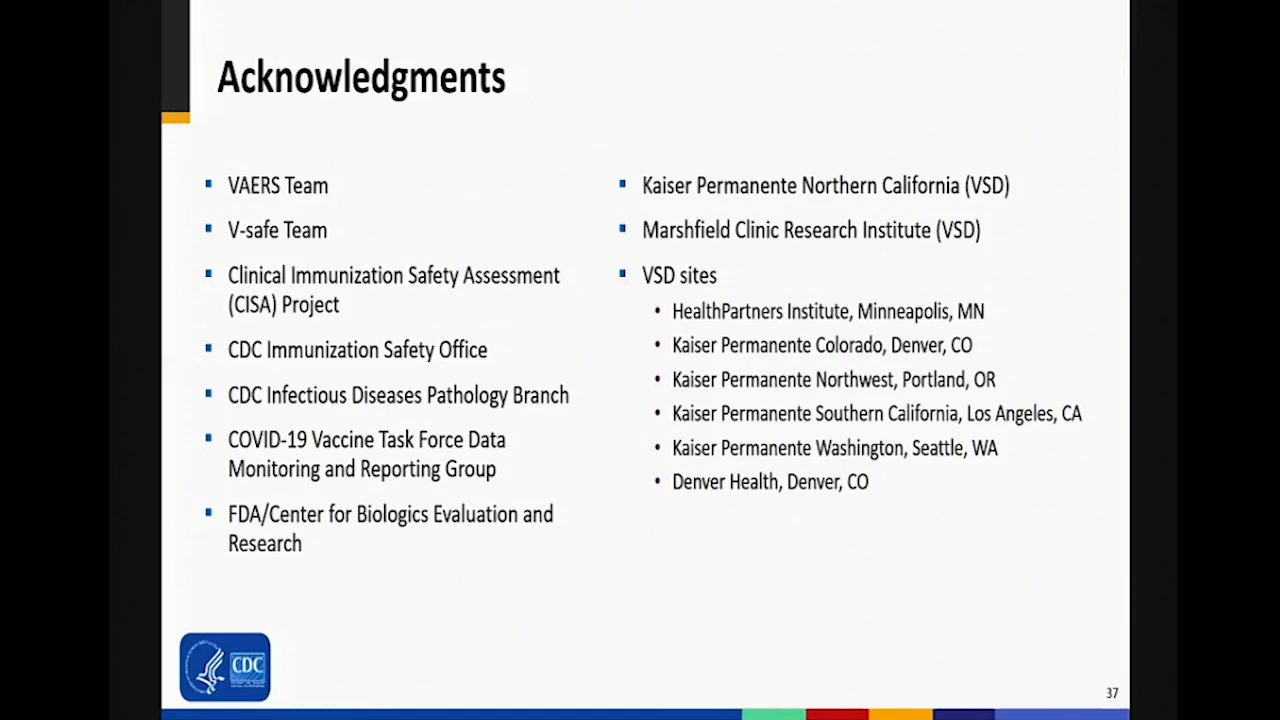 Acknowledgments
VAERS Team
V-safe Team
Clinical Immunization Safety Assessment
(CISA) Project
CDC Immunization Safety Office
CDC Infectious Diseases Pathology Branch
COVID-19 Vaccine Task Force Data
Monitoring and Reporting Group
FDA/Center for Biologics Evaluation and
Research
Kaiser Permanente Northern California (VSD)
Marshfield Clinic Research Institute (VSD)
VSD sites
HealthPartners Institute, Minneapolis, MN
Kaiser Permanente Colorado, Denver, CO
Kaiser Permanente Northwest, Portland, OR
Kaiser Permanente Southern California, Los Angeles, CA
Kaiser Permanente Washington, Seattle, WA
Denver Health, Denver, CO
CDC
37